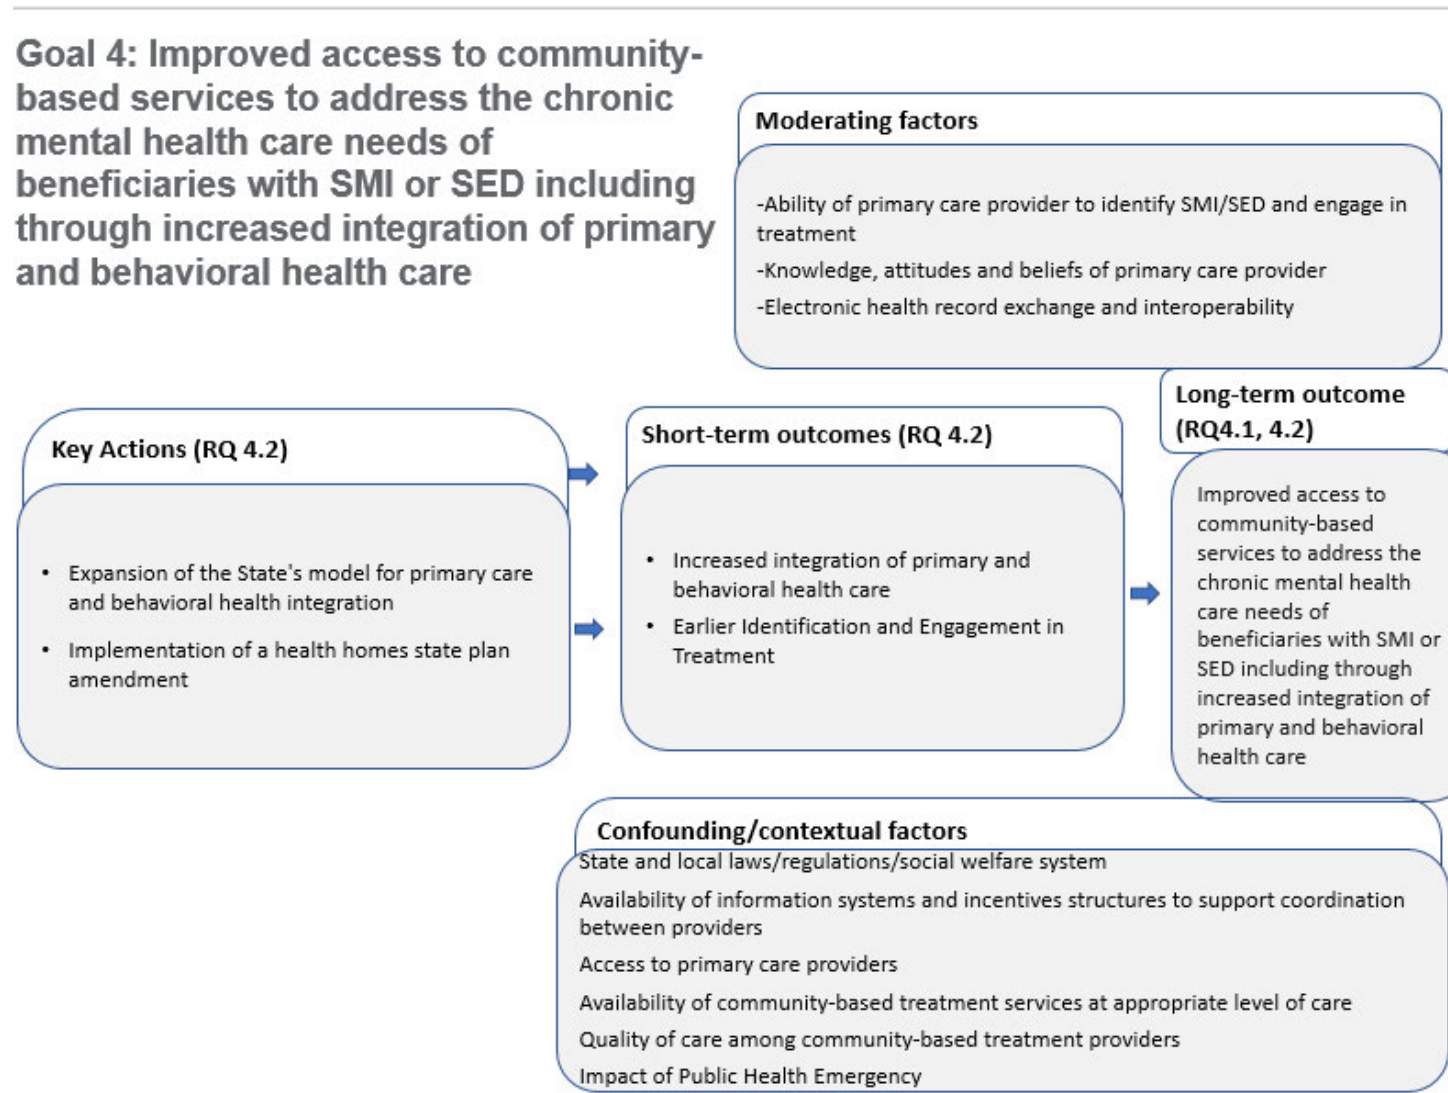 Goal 4: Improved access to community-
based services to address the chronic
mental health care needs of
beneficiaries with SMI or SED including
through increased integration of primary
and behavioral health care
Moderating factors
-Ability of primary care provider to identify SMI/SED and engage in
treatment
-Knowledge, attitudes and beliefs of primary care provider
-Electronic health record exchange and interoperability
Key Actions (RQ 4.2)
• Expansion of the State's model for primary care
and behavioral health integration
• Implementation of a health homes state plan
amendment
Short-term outcomes (RQ 4.2)
• Increased integration of primary and
behavioral health care
• Earlier Identification and Engagement in
Treatment
Long-term outcome
(RQ4.1, 4.2)
Improved access to
community-based
services to address the
chronic mental health
care needs of
beneficiaries with SMI or
SED including through
increased integration of
primary and behavioral
health care
Confounding/contextual factors
State and local laws/regulations/social welfare system
Availability of information systems and incentives structures to support coordination
between providers
Access to primary care providers
Availability of community-based treatment services at appropriate level of care
Quality of care among community-based treatment providers
Impact of Public Health Emergency